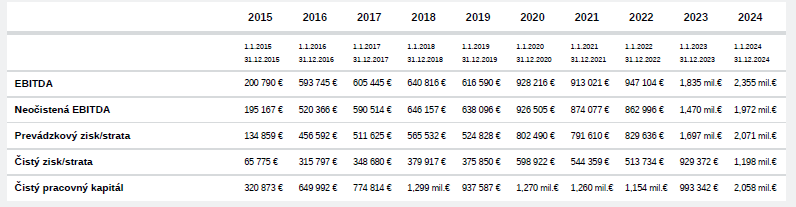 2015 2016 2017 2018 2019 2020 2021 2022 2023 2024
1.1.2015 1.1.2016 1.1.2017 1.1.2018 1.1.2019 1.1.2020 1.1.2021 1.1.2022 1.1.2023 1.1.2024
31.12.2015 31.12.2016 31.12.2017 31.12.2018 31.12.2019 31.12.2020 31.12.2021 31.12.2022 31.12.2023 31.12.2024
EBITDA 200 790 € 593 745 € 605 445 € 640 816 € 616 590 € 928 216 € 913 021 € 947 104 € 1,835 mil.€ 2,355 mil.€
Neočistená EBITDA 195 167 € 520 366 € 590 514 € 646 157 € 638 096 € 926 505 € 874 077 € 862 996 € 1,470 mil.€ 1,972 mil.€
Prevádzkový zisk/strata 134 859 € 456 592 € 511 625 € 565 532 € 524 828 € 802 490 € 791 610 € 829 636 € 1,697 mil.€ 2,071 mil.€
Čistý zisk/strata 65 775 € 315 797 € 348 680 € 379 917 € 375 850 € 598 922 € 544 359 € 513 734 € 929 372 € 1,198 mil.€
Čistý pracovný kapitál 320 873 € 649 992 € 774 814 € 1,299 mil.€ 937 587 € 1,270 mil.€ 1,260 mil.€ 1,154 mil.€ 993 342 € 2,058 mil.€